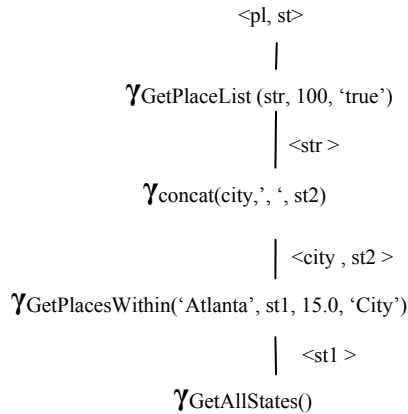 <pl, st>
γGetPlaceList (str, 100, ‘true’)
<str >
γconcat(city,’, ‘, st2)
<city , st2 >
γGetPlacesWithin(‘Atlanta’, st1, 15.0, ‘City’)
<st1 >
γGetAllStates()